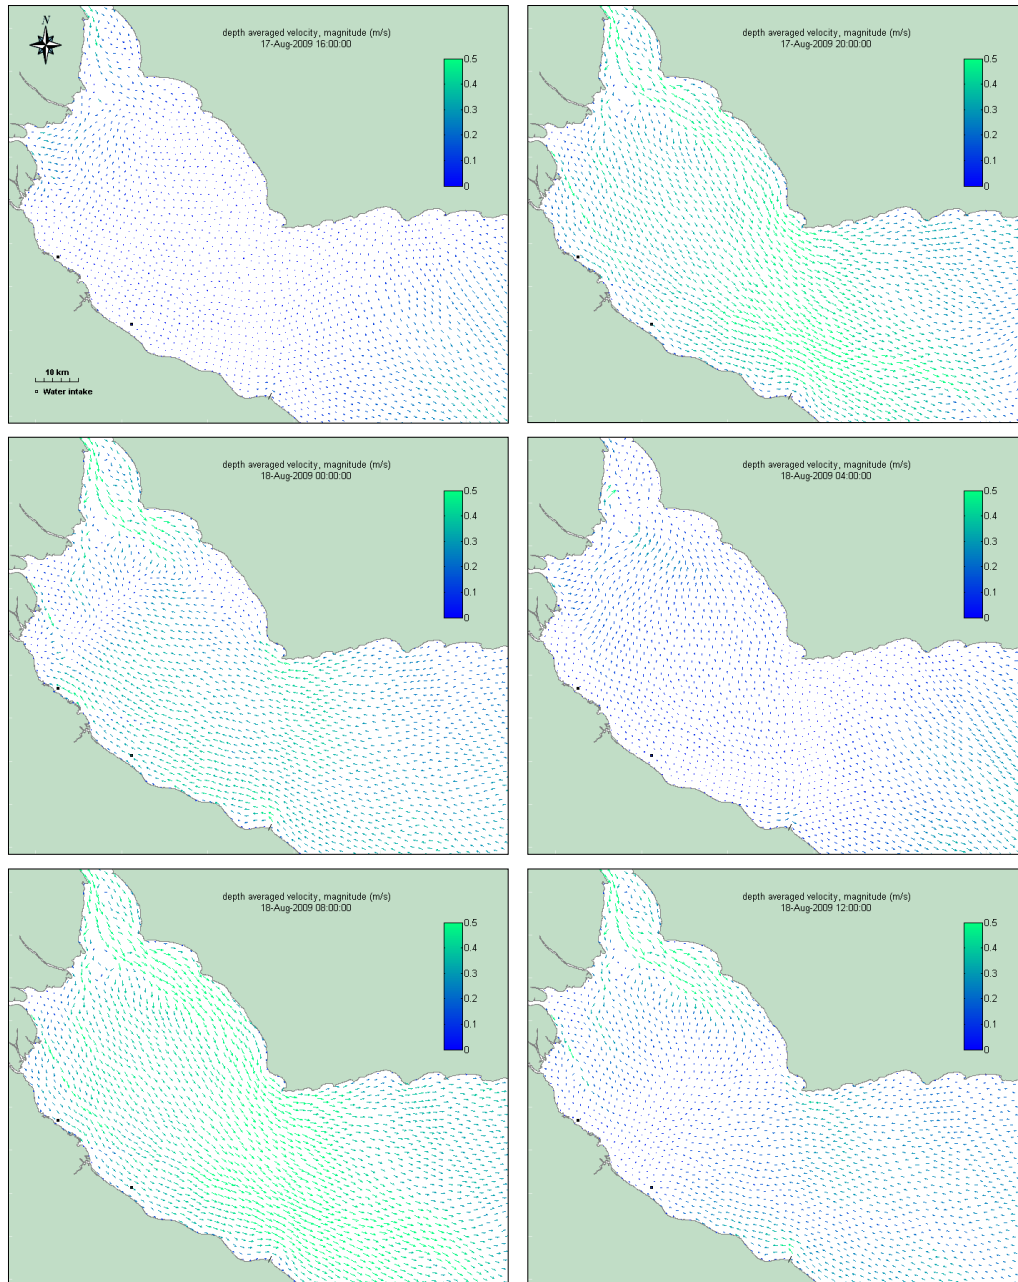 N
depth averaged velocity, magnitude (m/s)
17-Aug-2009 16:00:00
0.5
0.4
0.3
0.2
0.1
0
10 km
Water intake
depth averaged velocity, magnitude (m/s)
17-Aug-2009 20:00:00
0.5
0.4
0.3
0.2
0.1
0
depth averaged velocity, magnitude (m/s)
18-Aug-2009 00:00:00
0.5
0.4
0.3
0.2
0.1
0
depth averaged velocity, magnitude (m/s)
18-Aug-2009 04:00:00
0.5
0.4
0.3
0.2
0.1
0
depth averaged velocity, magnitude (m/s)
18-Aug-2009 08:00:00
0.5
0.4
0.3
0.2
0.1
0
depth averaged velocity, magnitude (m/s)
18-Aug-2009 12:00:00
0.5
0.4
0.3
0.2
0.1
0